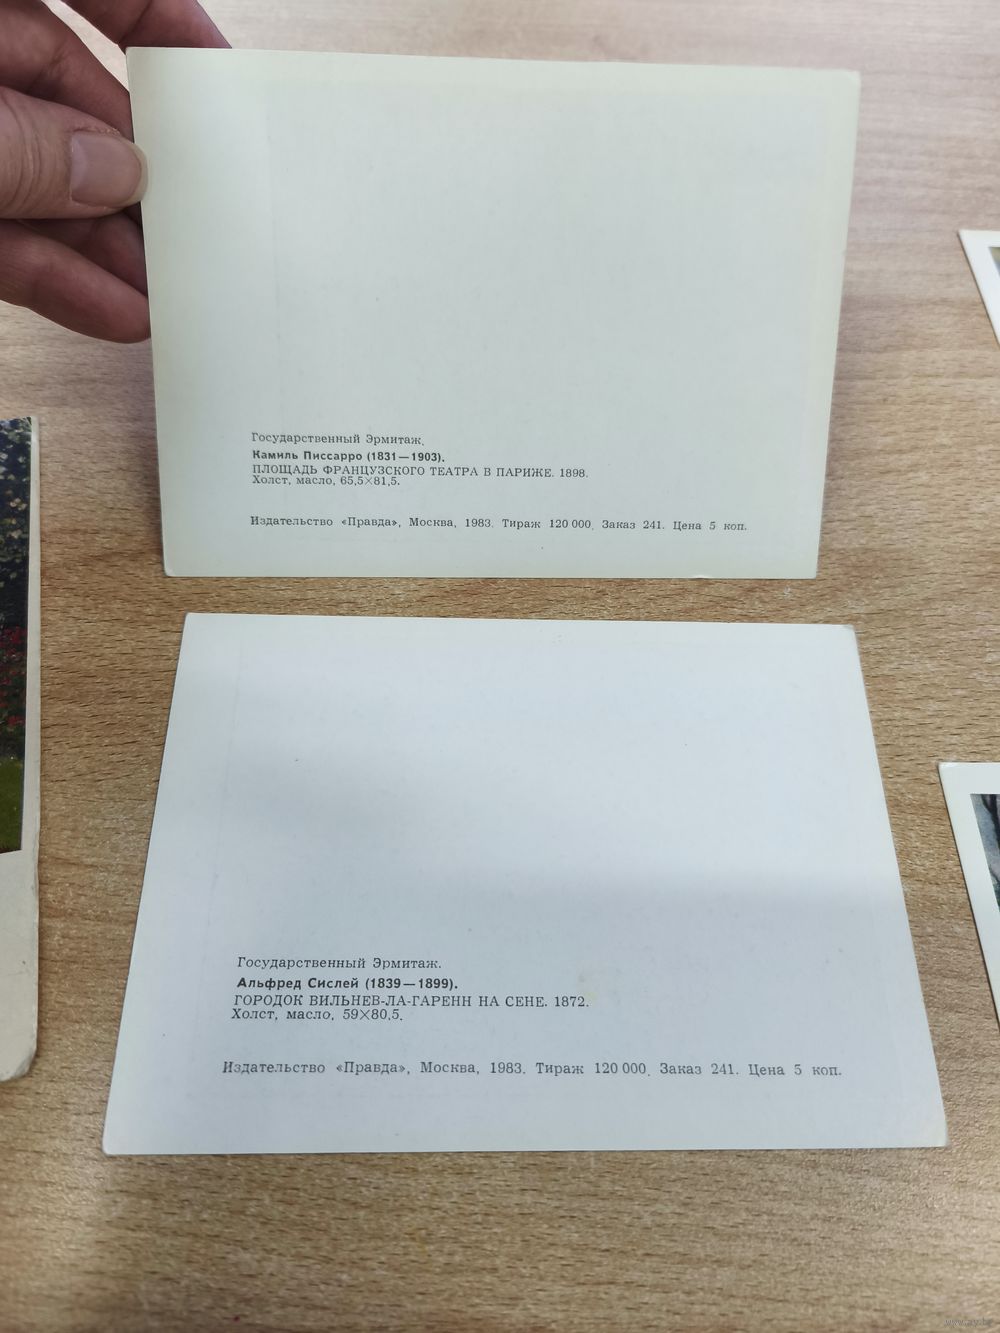 Государственный Эрмитаж.
Камиль Писсарро (1831—1903).
ПЛОЩАДЬ ФРАНЦУЗСКОГО ТЕАТРА В ПАРИЖЕ. 1898.
Холст, масло, 65,5×81,5.
Издательство «Правда», Москва, 1983. Тираж 120 000. Заказ 241. Цена 5 коп.
Государственный Эрмитаж.
Альфред Сислей (1839—1899).
ГОРОДОК ВИЛЬНЕВ-ЛА-ГАРЕНН НА СЕНЕ. 1872.
Холст, масло, 59×80,5.
Издательство «Правда», Москва, 1983. Тираж 120 000. Заказ 241. Цена 5 коп.